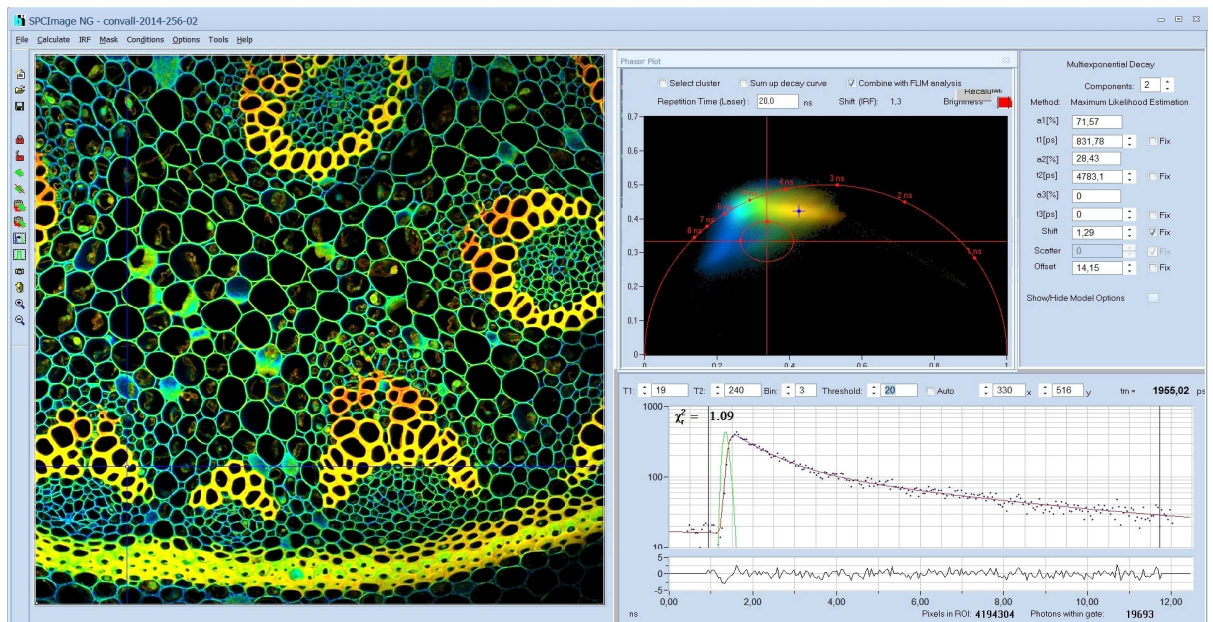 SPCImage NG - convall-2014-256-02
File Calculate IRF Mask Conditions Options Tools Help
Phasor Plot
Select cluster Sum up decay curve Combine with FLIM analysis
Repetition Time (Laser): 20.0 ns Shift (IRF): 1,3 Brightness
0.7
0.6
0.5
0.4
0.3
0.2
0.1
0
0 0.2 0.4 0.6 0.8 1
8 ns 7 ns 4 ns 3 ns 2 ns 1 ns
Multiexponential Decay
Components: 2
Method: Maximum Likelihood Estimation
a1[%] 71,57
t1[ps] 831,78 Fix
a2[%] 28,43
t2[ps] 4783,1 Fix
a3[%] 0
t3[ps] 0 Fix
Shift 1,29 Fix
Scatter 0 Fix
Offset 14,15 Fix
Show/Hide Model Options
T1: 19 T2: 240 Bin: 3 Threshold: 20 Auto 330 x 516 y tm = 1955,02 ps
χ²r = 1.09
1000
100
10
5
0
-5
0,00 2,00 4,00 6,00 8,00 10,00 12,00
ns Pixels in ROI: 4194304 Photons within gate: 19693